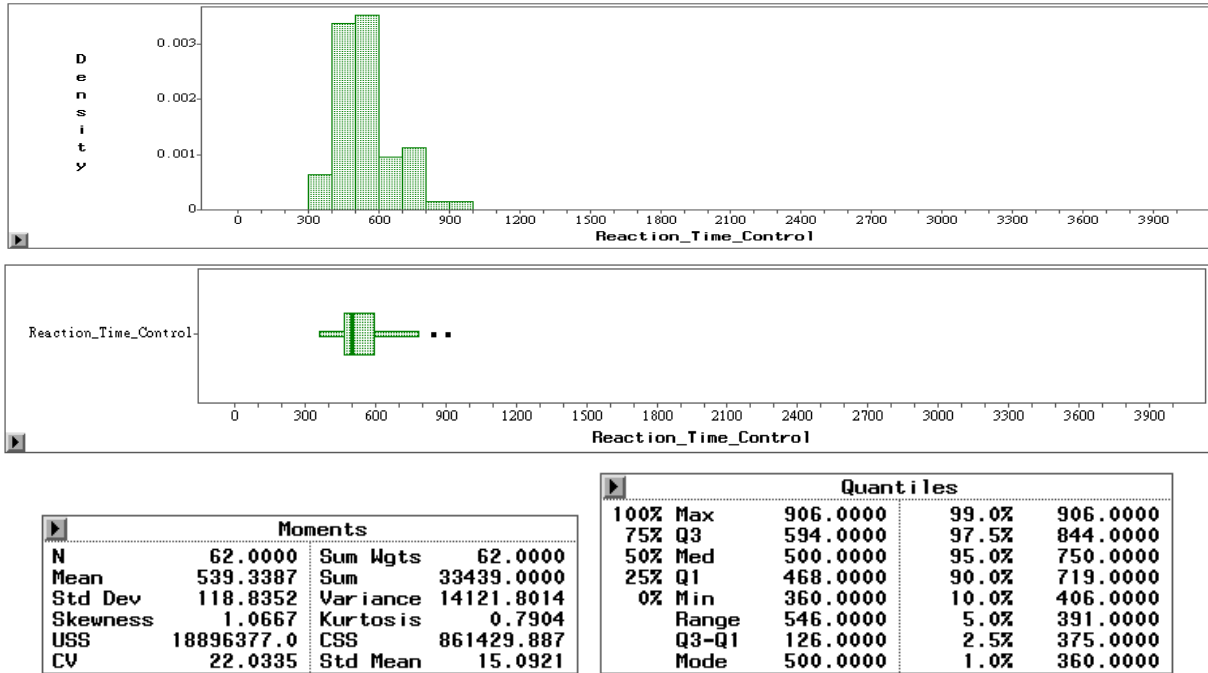 Density
0.003
0.002
0.001
0
0 300 600 900 1200 1500 1800 2100 2400 2700 3000 3300 3600 3900
Reaction_Time_Control
Reaction_Time_Control
0 300 600 900 1200 1500 1800 2100 2400 2700 3000 3300 3600 3900
Reaction_Time_Control
Moments
N 62.0000 Sum Wgts 62.0000
Mean 539.3387 Sum 33439.0000
Std Dev 118.8352 Variance 14121.8014
Skewness 1.0667 Kurtosis 0.7904
USS 18896377.0 CSS 861429.887
CV 22.0335 Std Mean 15.0921
Quantiles
100% Max 906.0000 99.0% 906.0000
75% Q3 594.0000 97.5% 844.0000
50% Med 500.0000 95.0% 750.0000
25% Q1 468.0000 90.0% 719.0000
0% Min 360.0000 10.0% 406.0000
Range 546.0000 5.0% 391.0000
Q3-Q1 126.0000 2.5% 375.0000
Mode 500.0000 1.0% 360.0000